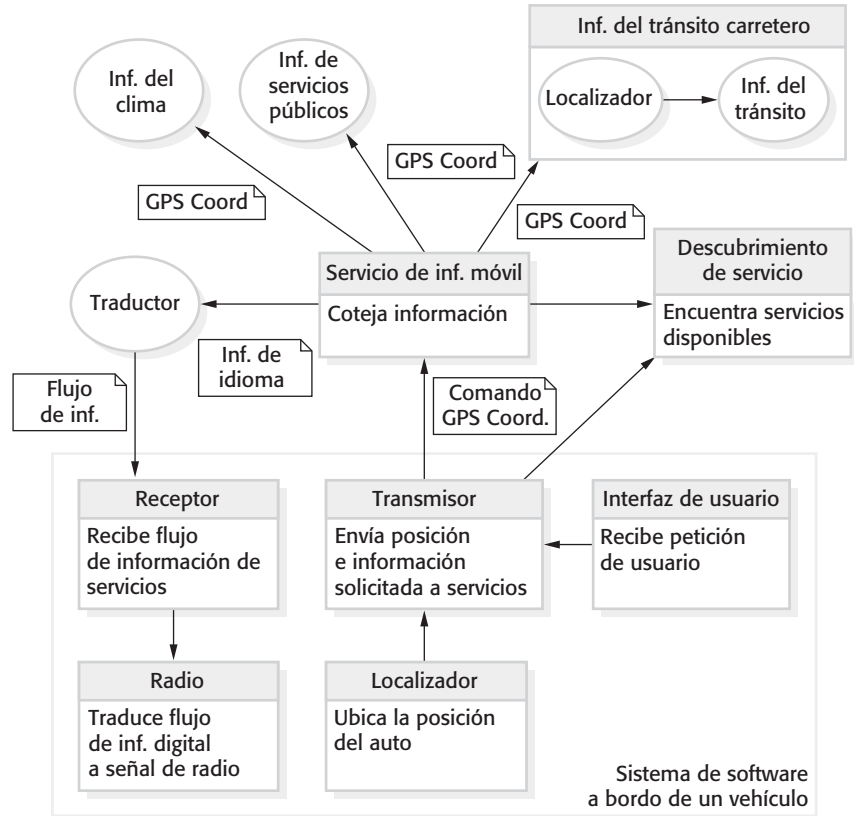 Inf. del tránsito carretero
Inf. del
clima
Inf. de
servicios
públicos
Localizador
Inf. del
tránsito
GPS Coord
GPS Coord
GPS Coord
Descubrimiento
de servicio
Encuentra servicios
disponibles
Servicio de inf. móvil
Coteja información
Traductor
Inf. de
idioma
Flujo
de inf.
Comando
GPS Coord.
Receptor
Recibe flujo
de información de
servicios
Transmisor
Envía posición
e información
solicitada a servicios
Interfaz de usuario
Recibe petición
de usuario
Radio
Traduce flujo
de inf. digital
a señal de radio
Localizador
Ubica la posición
del auto
Sistema de software
a bordo de un vehículo